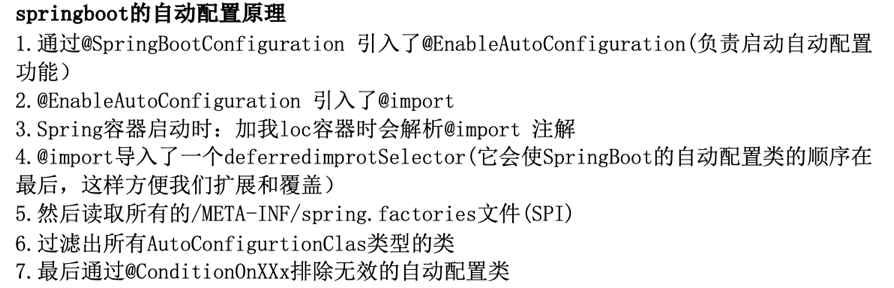 springboot的自动配置原理
1.通过@SpringBootConfiguration 引入了@EnableAutoConfiguration(负责启动自动配置
功能）
2.@EnableAutoConfiguration 引入了@import
3.Spring容器启动时：加我loc容器时会解析@import 注解
4.@import导入了一个deferredimprotSelector(它会使SpringBoot的自动配置类的顺序在
最后，这样方便我们扩展和覆盖）
5.然后读取所有的/META-INF/spring.factories文件(SPI)
6.过滤出所有AutoConfigurtionClas类型的类
7.最后通过@ConditionOnXXx排除无效的自动配置类